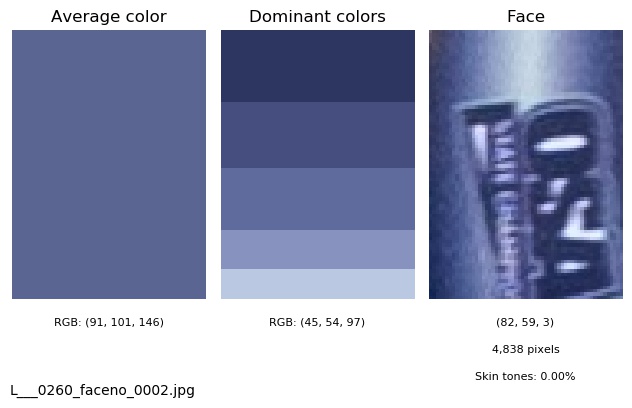 Average color
Dominant colors
Face
RGB: (91, 101, 146)
RGB: (45, 54, 97)
(82, 59, 3)
4,838 pixels
Skin tones: 0.00%
L___0260_faceno_0002.jpg